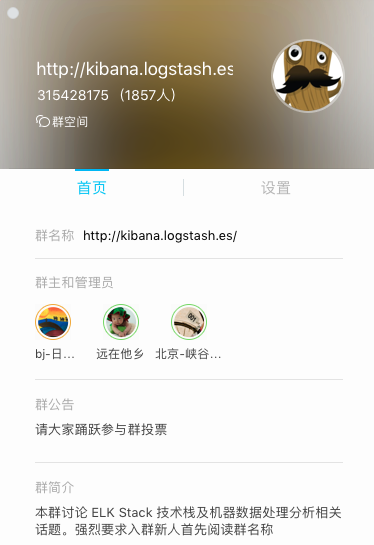 http://kibana.logstash.es
315428175（1857人）
群空间
首页
设置
群名称 http://kibana.logstash.es/
群主和管理员
bj-日...
远在他乡
北京-峡谷...
群公告
请大家踊跃参与群投票
群简介
本群讨论 ELK Stack 技术栈及机器数据处理分析相关
话题。强烈要求入群新人首先阅读群名称